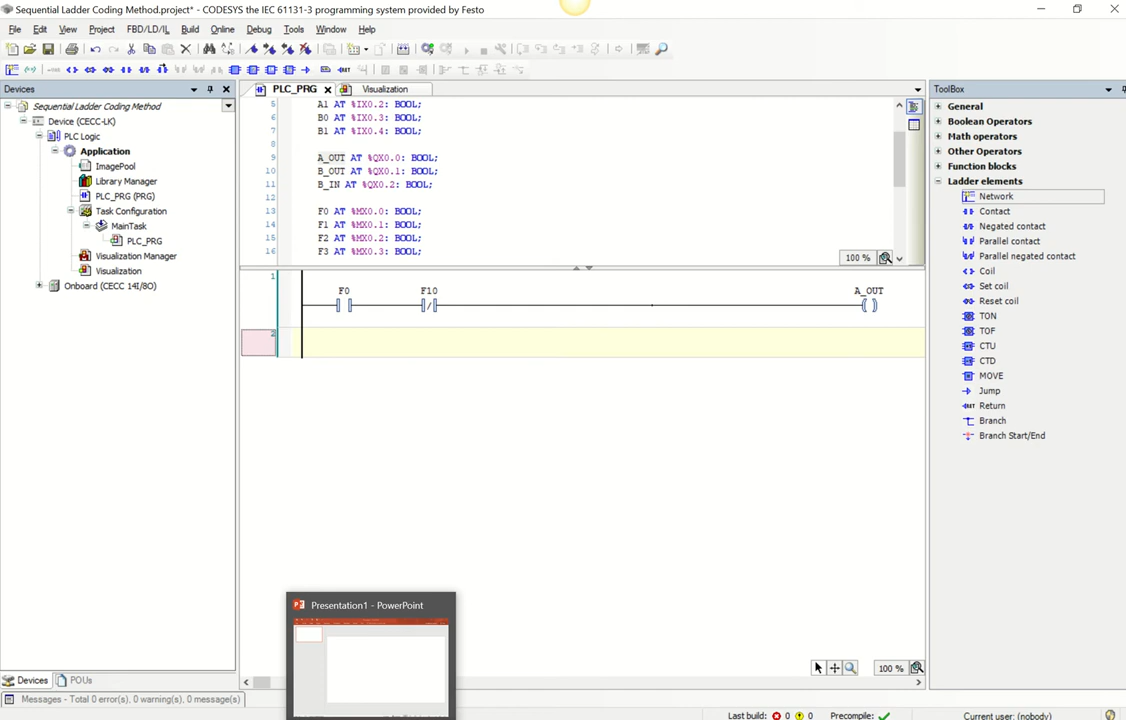 Sequential Ladder Coding Method.project* - CODESYS the IEC 61131-3 programming system provided by Festo
File Edit View Project FBD/LD/IL Build Online Debug Tools Window Help
Devices
Sequential Ladder Coding Method
Device (CECC-LK)
PLC Logic
Application
ImagePool
Library Manager
PLC_PRG (PRG)
Task Configuration
MainTask
PLC_PRG
Visualization Manager
Visualization
Onboard (CECC 14I/8O)
Devices POUs
PLC_PRG Visualization
5 A1 AT %IX0.2: BOOL;
6 B0 AT %IX0.3: BOOL;
7 B1 AT %IX0.4: BOOL;
8
9 A_OUT AT %QX0.0: BOOL;
10 B_OUT AT %QX0.1: BOOL;
11 B_IN AT %QX0.2: BOOL;
12
13 F0 AT %MX0.0: BOOL;
14 F1 AT %MX0.1: BOOL;
15 F2 AT %MX0.2: BOOL;
16 F3 AT %MX0.3: BOOL;
100 %
1
F0 F10 A_OUT
2
Presentation1 - PowerPoint
100 %
ToolBox
General
Boolean Operators
Math operators
Other Operators
Function blocks
Ladder elements
Network
Contact
Negated contact
Parallel contact
Parallel negated contact
Coil
Set coil
Reset coil
TON
TOF
CTU
CTD
MOVE
Jump
Return
Branch
Branch Start/End
Messages - Total 0 error(s), 0 warning(s), 0 message(s)
Last build: 0 0 Precompile: Current user: (nobody)